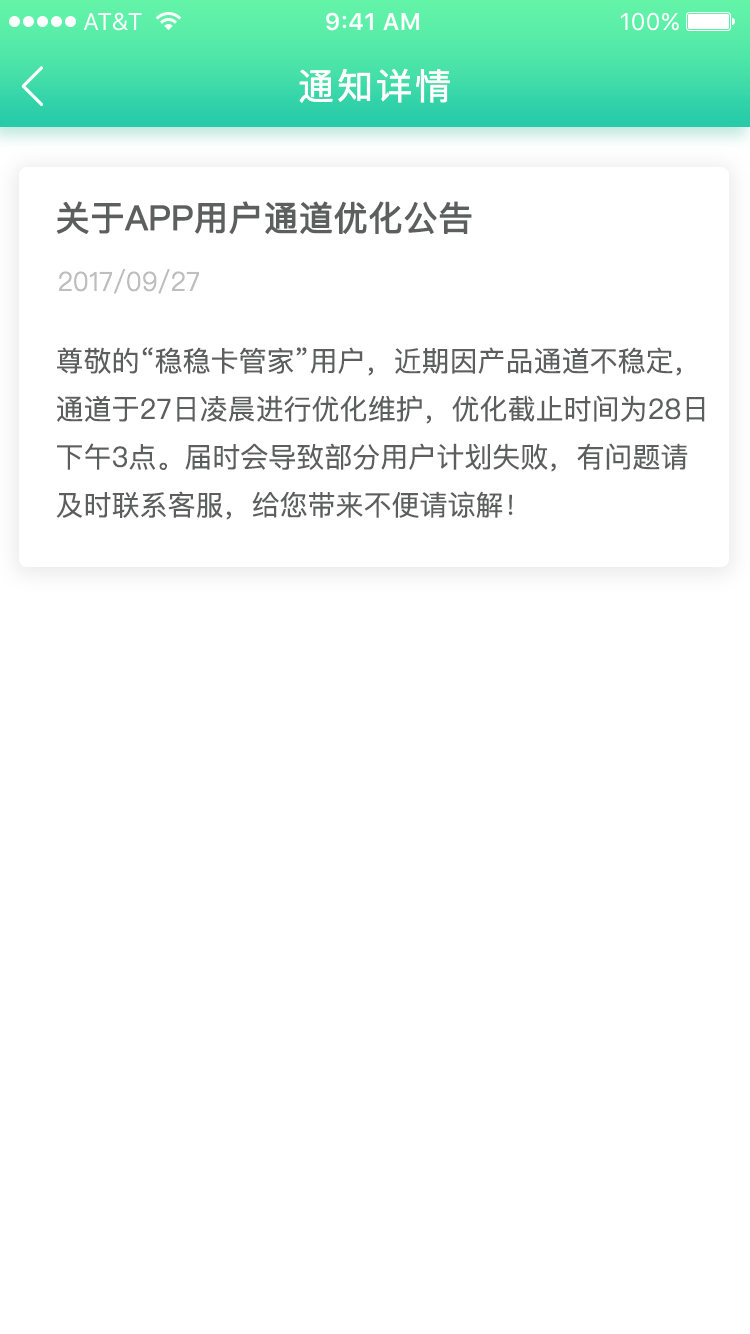 AT&T 9:41 AM 100%
通知详情
关于APP用户通道优化公告
2017/09/27
尊敬的“稳稳卡管家”用户，近期因产品通道不稳定，
通道于27日凌晨进行优化维护，优化截止时间为28日
下午3点。届时会导致部分用户计划失败，有问题请
及时联系客服，给您带来不便请谅解！